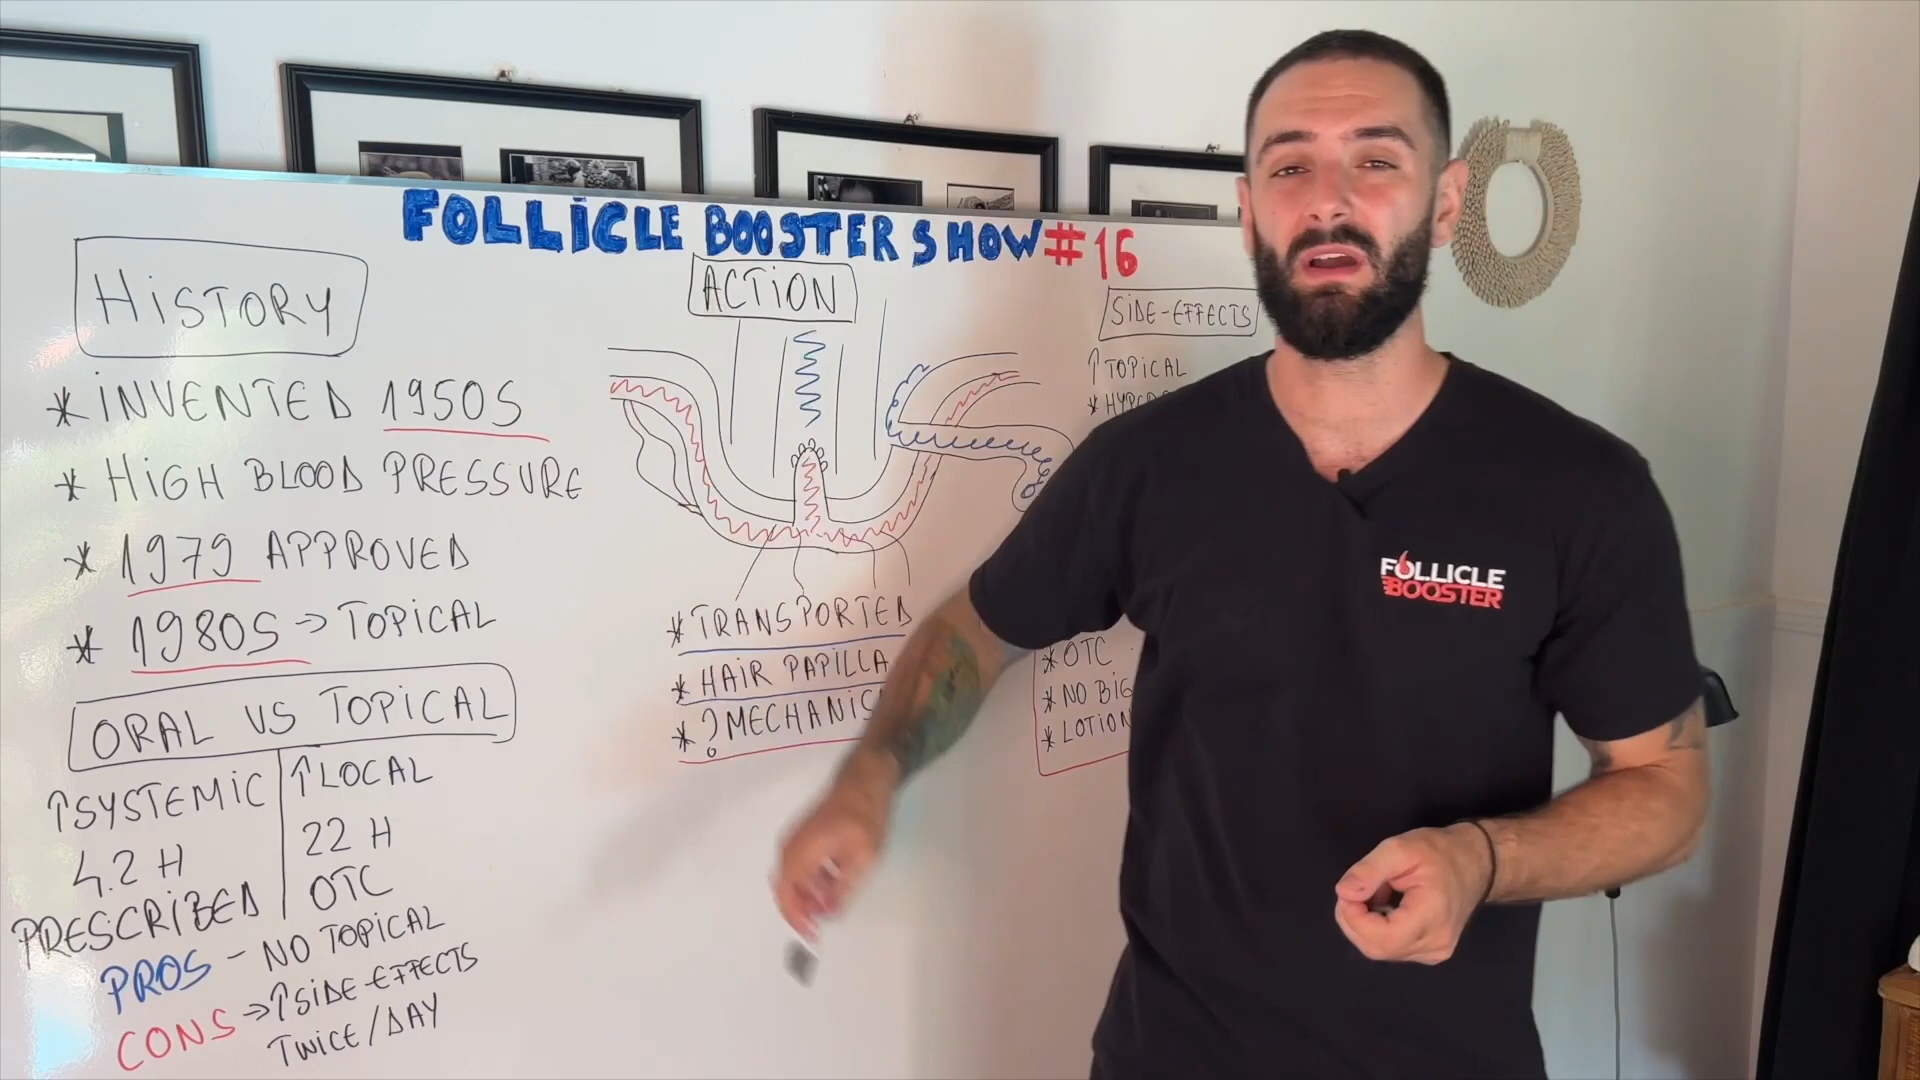 FOLLICLE BOOSTER SHOW #16
HISTORY
* INVENTED 1950S
* HIGH BLOOD PRESSURE
* 1979 APPROVED
* 1980S → TOPICAL
ORAL VS TOPICAL
↑SYSTEMIC
4.2 H
PRESCRIBED
↑LOCAL
22 H
OTC
PROS - NO TOPICAL
CONS → ↑SIDE-EFFECTS
TWICE/DAY
ACTION
* TRANSPORTED
* HAIR PAPILLA
* ? MECHANIS
SIDE-EFFECTS
↑TOPICAL
* OTC
* NO BIG
* LOTION
FOLLICLE
BOOSTER